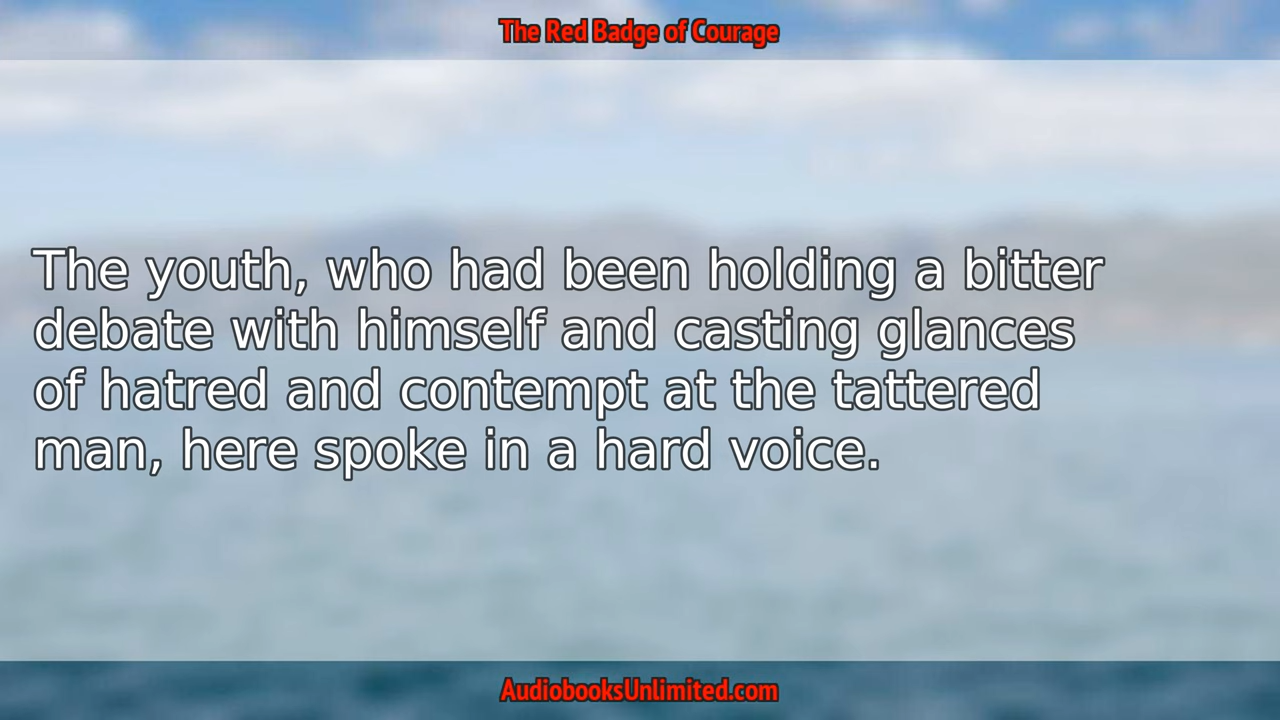 The Red Badge of Courage
The youth, who had been holding a bitter
debate with himself and casting glances
of hatred and contempt at the tattered
man, here spoke in a hard voice.
AudiobooksUnlimited.com